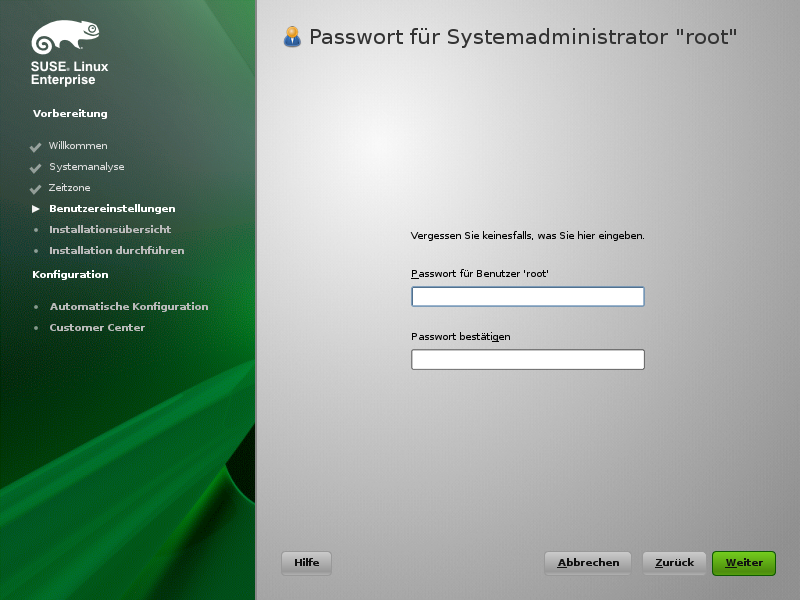 SUSE® Linux
Enterprise
Vorbereitung
Willkommen
Systemanalyse
Zeitzone
Benutzereinstellungen
Installationsübersicht
Installation durchführen
Konfiguration
Automatische Konfiguration
Customer Center
Passwort für Systemadministrator "root"
Vergessen Sie keinesfalls, was Sie hier eingeben.
Passwort für Benutzer 'root'
Passwort bestätigen
Hilfe
Abbrechen
Zurück
Weiter